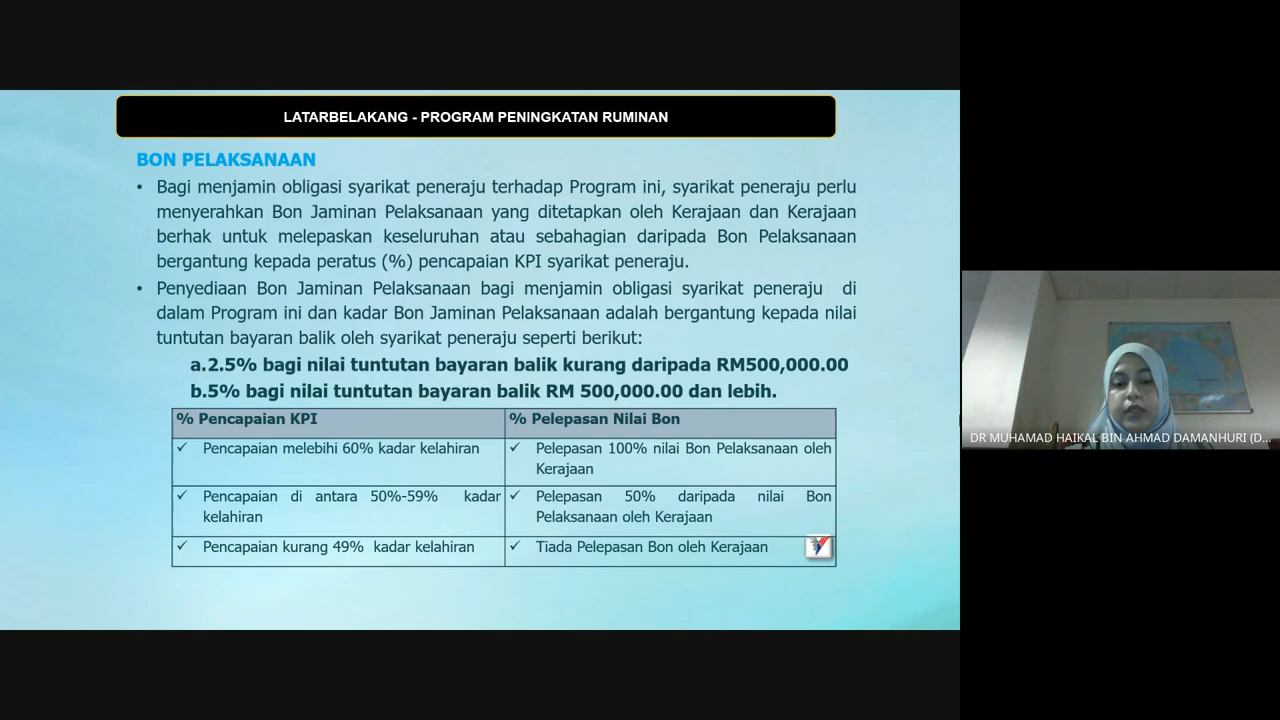 LATARBELAKANG - PROGRAM PENINGKATAN RUMINAN
BON PELAKSANAAN
• Bagi menjamin obligasi syarikat peneraju terhadap Program ini, syarikat peneraju perlu
menyerahkan Bon Jaminan Pelaksanaan yang ditetapkan oleh Kerajaan dan Kerajaan
berhak untuk melepaskan keseluruhan atau sebahagian daripada Bon Pelaksanaan
bergantung kepada peratus (%) pencapaian KPI syarikat peneraju.
• Penyediaan Bon Jaminan Pelaksanaan bagi menjamin obligasi syarikat peneraju di
dalam Program ini dan kadar Bon Jaminan Pelaksanaan adalah bergantung kepada nilai
tuntutan bayaran balik oleh syarikat peneraju seperti berikut:
a.2.5% bagi nilai tuntutan bayaran balik kurang daripada RM500,000.00
b.5% bagi nilai tuntutan bayaran balik RM 500,000.00 dan lebih.
% Pencapaian KPI
% Pelepasan Nilai Bon
✓ Pencapaian melebihi 60% kadar kelahiran
✓ Pelepasan 100% nilai Bon Pelaksanaan oleh
Kerajaan
✓ Pencapaian di antara 50%-59% kadar
kelahiran
✓ Pelepasan 50% daripada nilai Bon
Pelaksanaan oleh Kerajaan
✓ Pencapaian kurang 49% kadar kelahiran
✓ Tiada Pelepasan Bon oleh Kerajaan
DR MUHAMAD HAIKAL BIN AHMAD DAMANHURI (D...